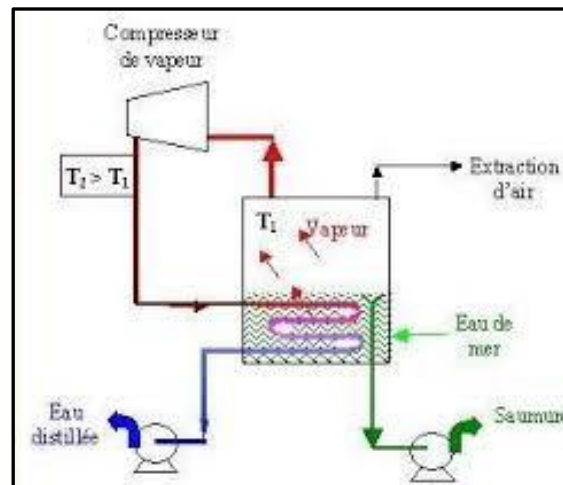 Compresseur
de vapeur
T₂ > T₁
Extraction
d'air
T₁
Vapeur
Eau de
mer
Eau
distillée
Saumure